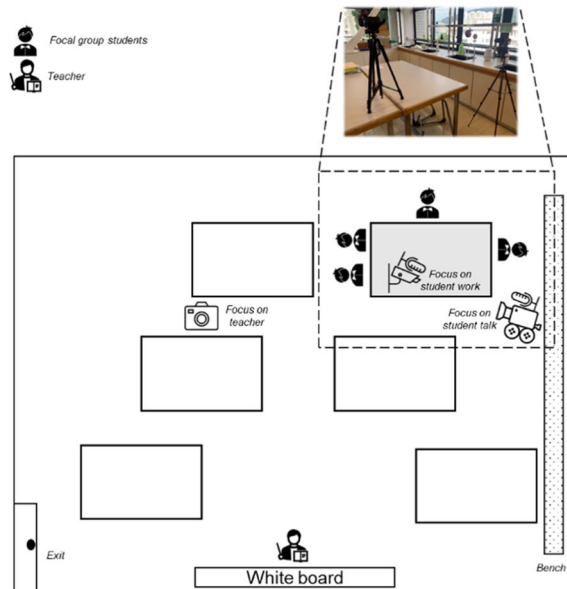 Focal group students
Teacher
Focus on
student work
Focus on
teacher
Focus on
student talk
Exit
White board
Bench